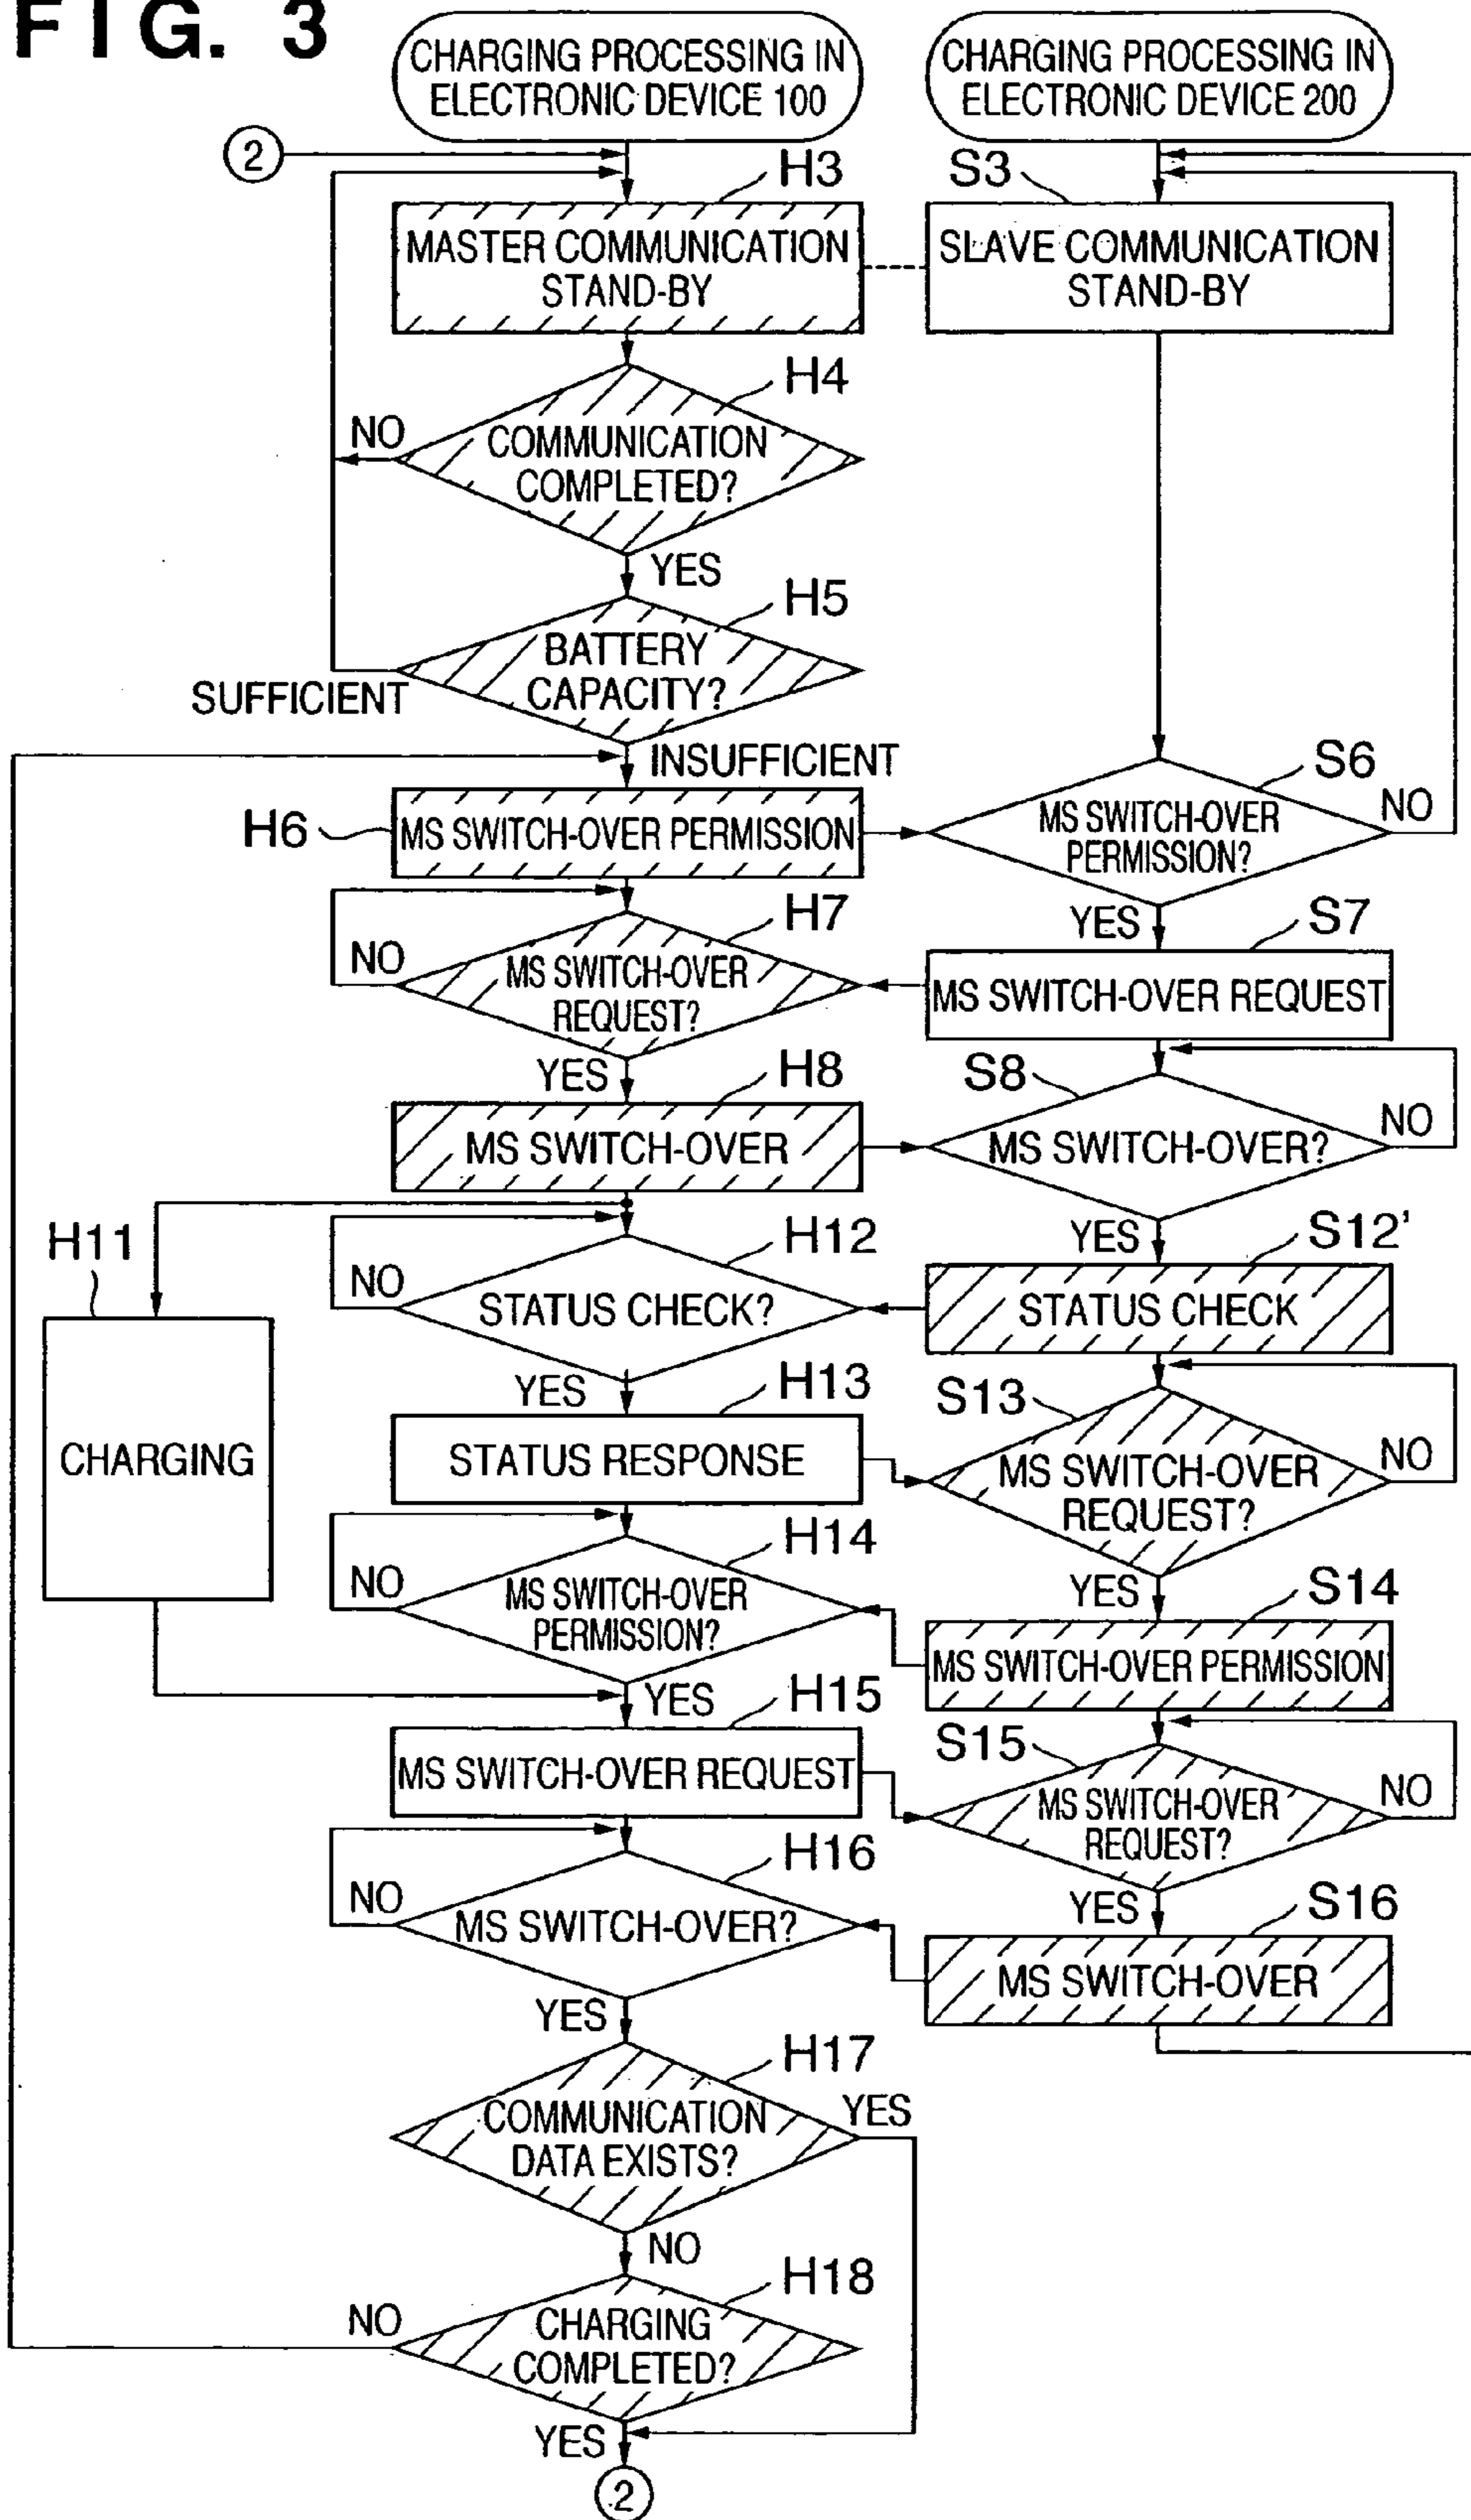 FIG. 3
CHARGING PROCESSING IN
ELECTRONIC DEVICE 100
CHARGING PROCESSING IN
ELECTRONIC DEVICE 200
2
H3
S3
MASTER COMMUNICATION
STAND-BY
SLAVE COMMUNICATION
STAND-BY
H4
NO
COMMUNICATION
COMPLETED?
YES
H5
BATTERY
CAPACITY?
SUFFICIENT
INSUFFICIENT
S6
H6
MS SWITCH-OVER PERMISSION
MS SWITCH-OVER
PERMISSION?
NO
H7
YES
S7
NO
MS SWITCH-OVER
REQUEST?
MS SWITCH-OVER REQUEST
YES
H8
S8
NO
MS SWITCH-OVER
MS SWITCH-OVER?
H11
H12
YES
S12'
NO
STATUS CHECK?
STATUS CHECK
YES
H13
S13
CHARGING
STATUS RESPONSE
MS SWITCH-OVER
REQUEST?
NO
H14
NO
MS SWITCH-OVER
PERMISSION?
YES
S14
MS SWITCH-OVER PERMISSION
YES
H15
S15
MS SWITCH-OVER REQUEST
MS SWITCH-OVER
REQUEST?
NO
H16
NO
MS SWITCH-OVER?
YES
S16
MS SWITCH-OVER
YES
H17
COMMUNICATION
DATA EXISTS?
YES
NO
H18
NO
CHARGING
COMPLETED?
YES
2